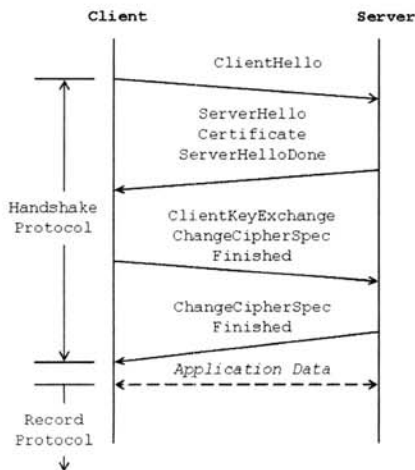 Client
Server
ClientHello
ServerHello
Certificate
ServerHelloDone
Handshake
Protocol
ClientKeyExchange
ChangeCipherSpec
Finished
ChangeCipherSpec
Finished
Application Data
Record
Protocol